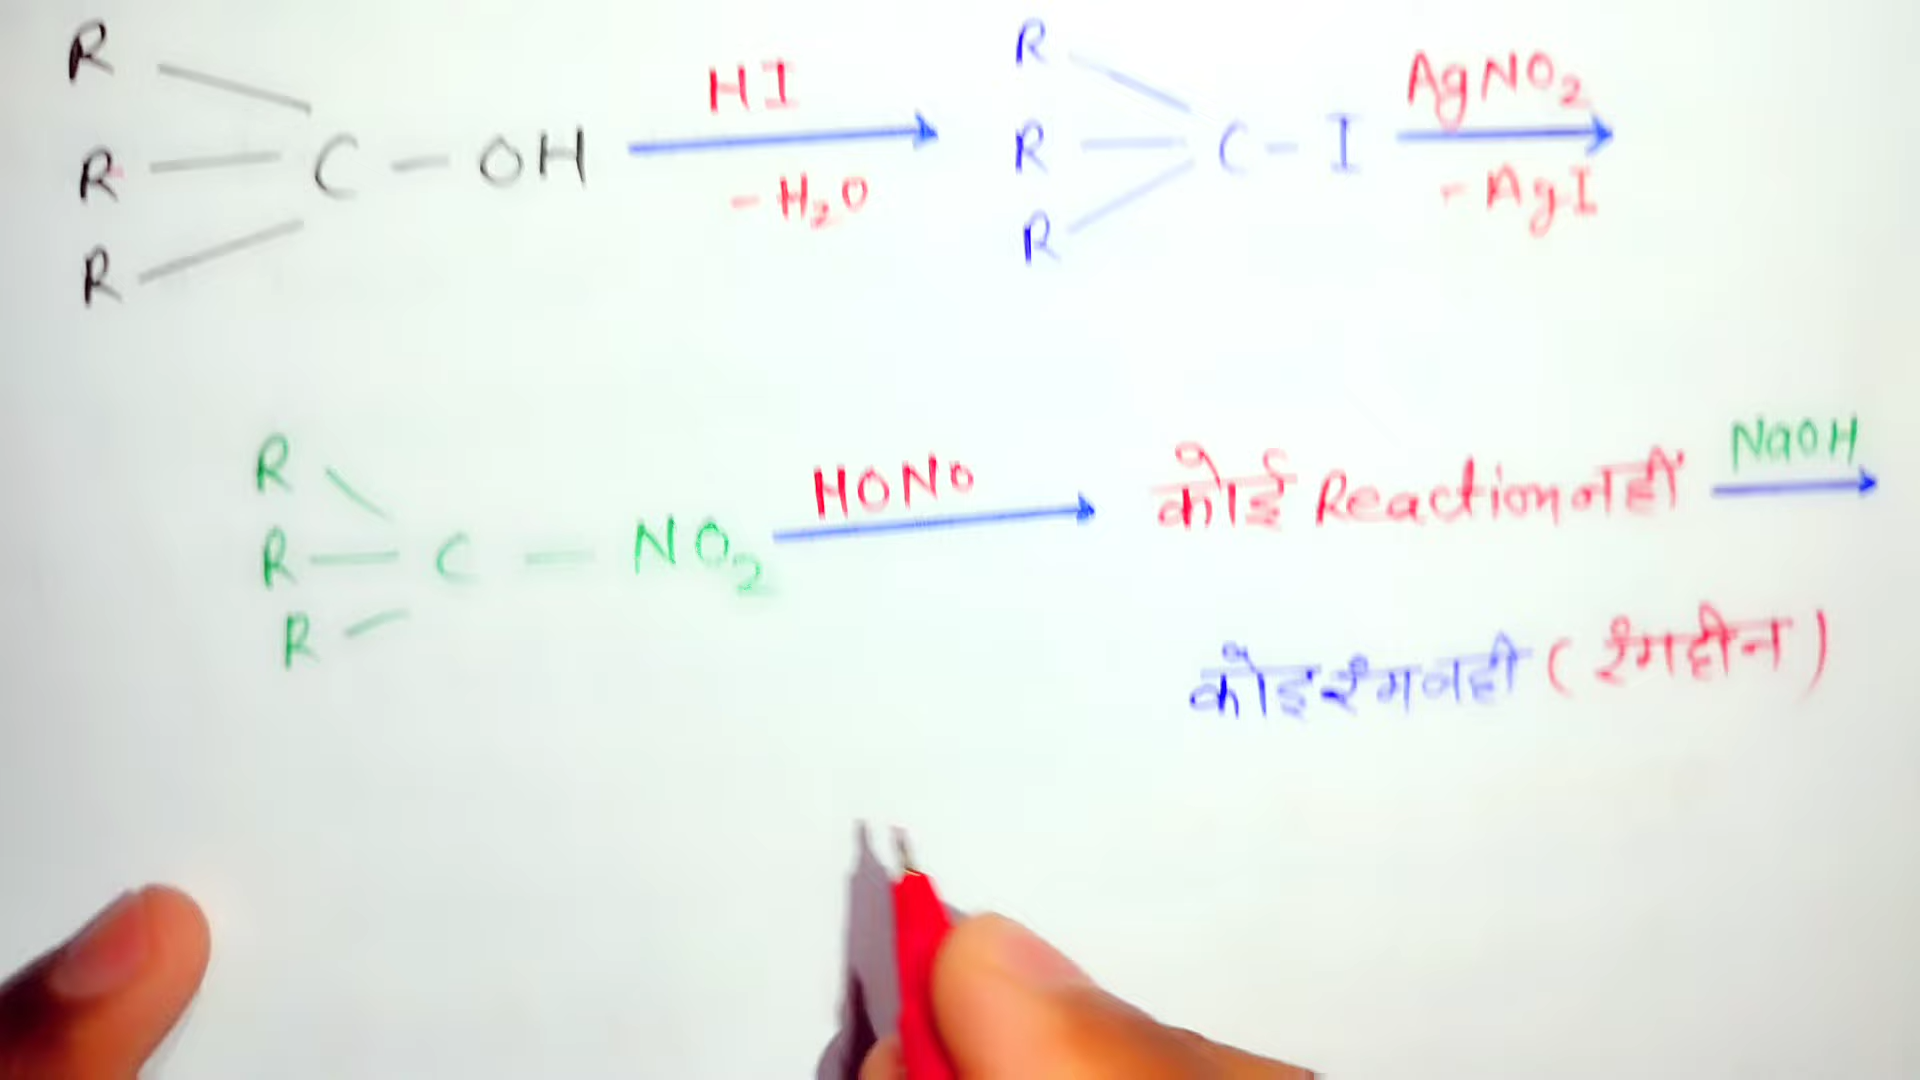 R
R — C — OH HI - H₂O R R C - I AgNO₂ - AgI
R R
R
R — C — NO₂ HONO कोई Reaction नहीं NaOH
R
कोइ रंग नही (रंगहीन)